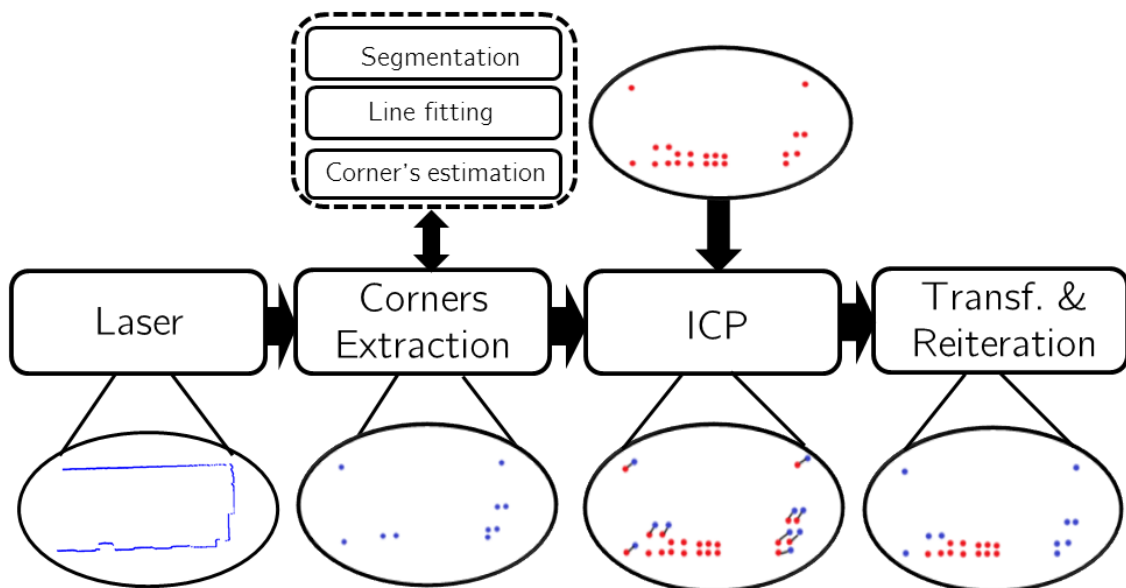 Segmentation
Line fitting
Corner's estimation
Laser
Corners
Extraction
ICP
Transf. &
Reiteration